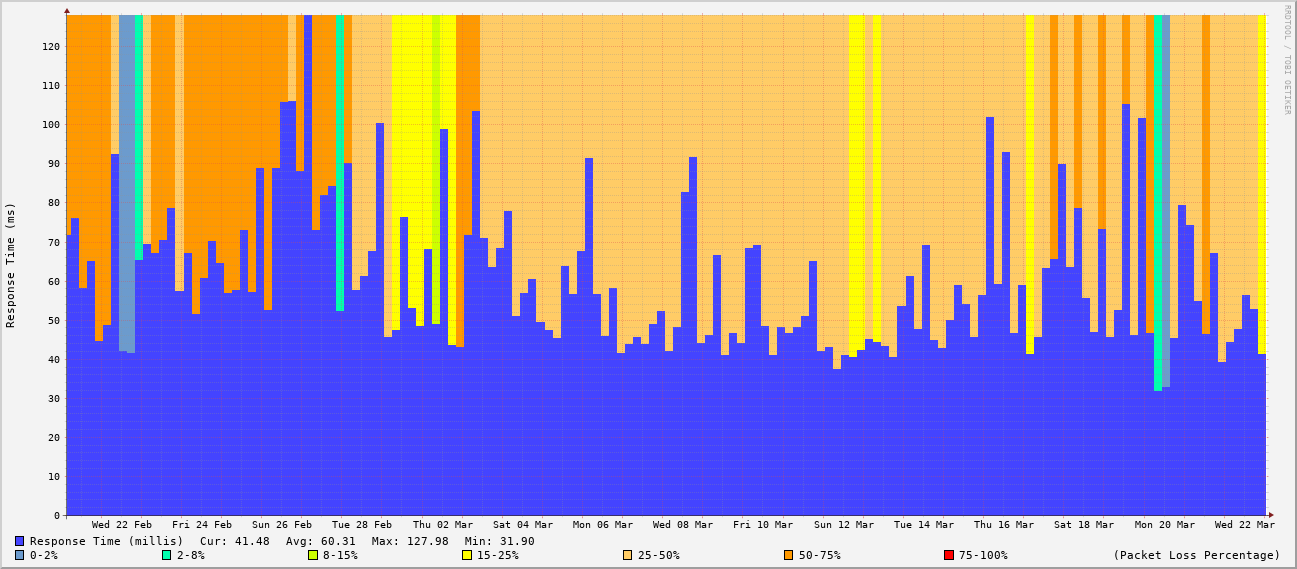 RRDTOOL / TOBI OETIKER
Response Time (ms)
120
110
100
90
80
70
60
50
40
30
20
10
0
Wed 22 Feb Fri 24 Feb Sun 26 Feb Tue 28 Feb Thu 02 Mar Sat 04 Mar Mon 06 Mar Wed 08 Mar Fri 10 Mar Sun 12 Mar Tue 14 Mar Thu 16 Mar Sat 18 Mar Mon 20 Mar Wed 22 Mar
Response Time (millis) Cur: 41.48 Avg: 60.31 Max: 127.98 Min: 31.90
0-2% 2-8% 8-15% 15-25% 25-50% 50-75% 75-100% (Packet Loss Percentage)